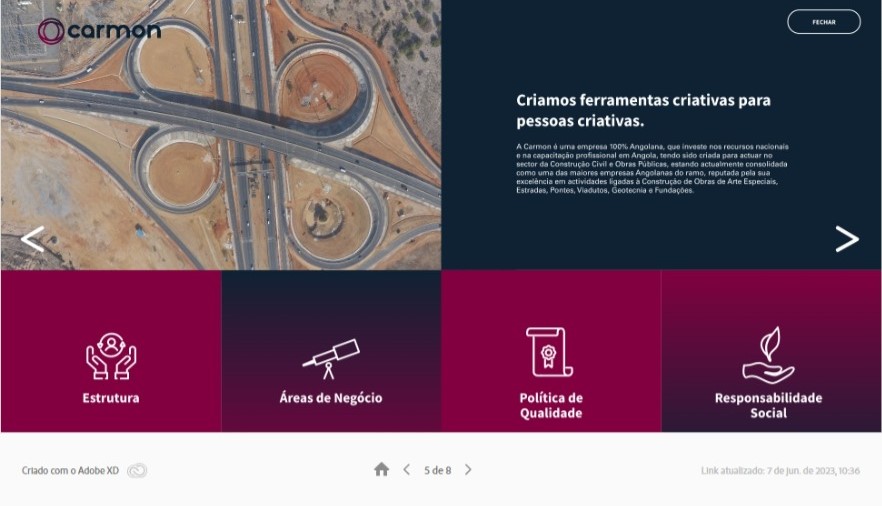 carmon
FECHAR
Criamos ferramentas criativas para
pessoas criativas.
A Carmon é uma empresa 100% Angolana, que investe nos recursos nacionais
e na capacitação profissional em Angola, tendo sido criada para actuar no
sector da Construção Civil e Obras Públicas, estando actualmente consolidada
como uma das maiores empresas Angolanas do ramo, reputada pela sua
excelência em actividades ligadas à Construção de Obras de Arte Especiais,
Estradas, Pontes, Viadutos, Geotecnia e Fundações.
<
>
Estrutura
Áreas de Negócio
Política de
Qualidade
Responsabilidade
Social
Criado com o Adobe XD
5 de 8
Link atualizado: 7 de jun. de 2023, 10:36